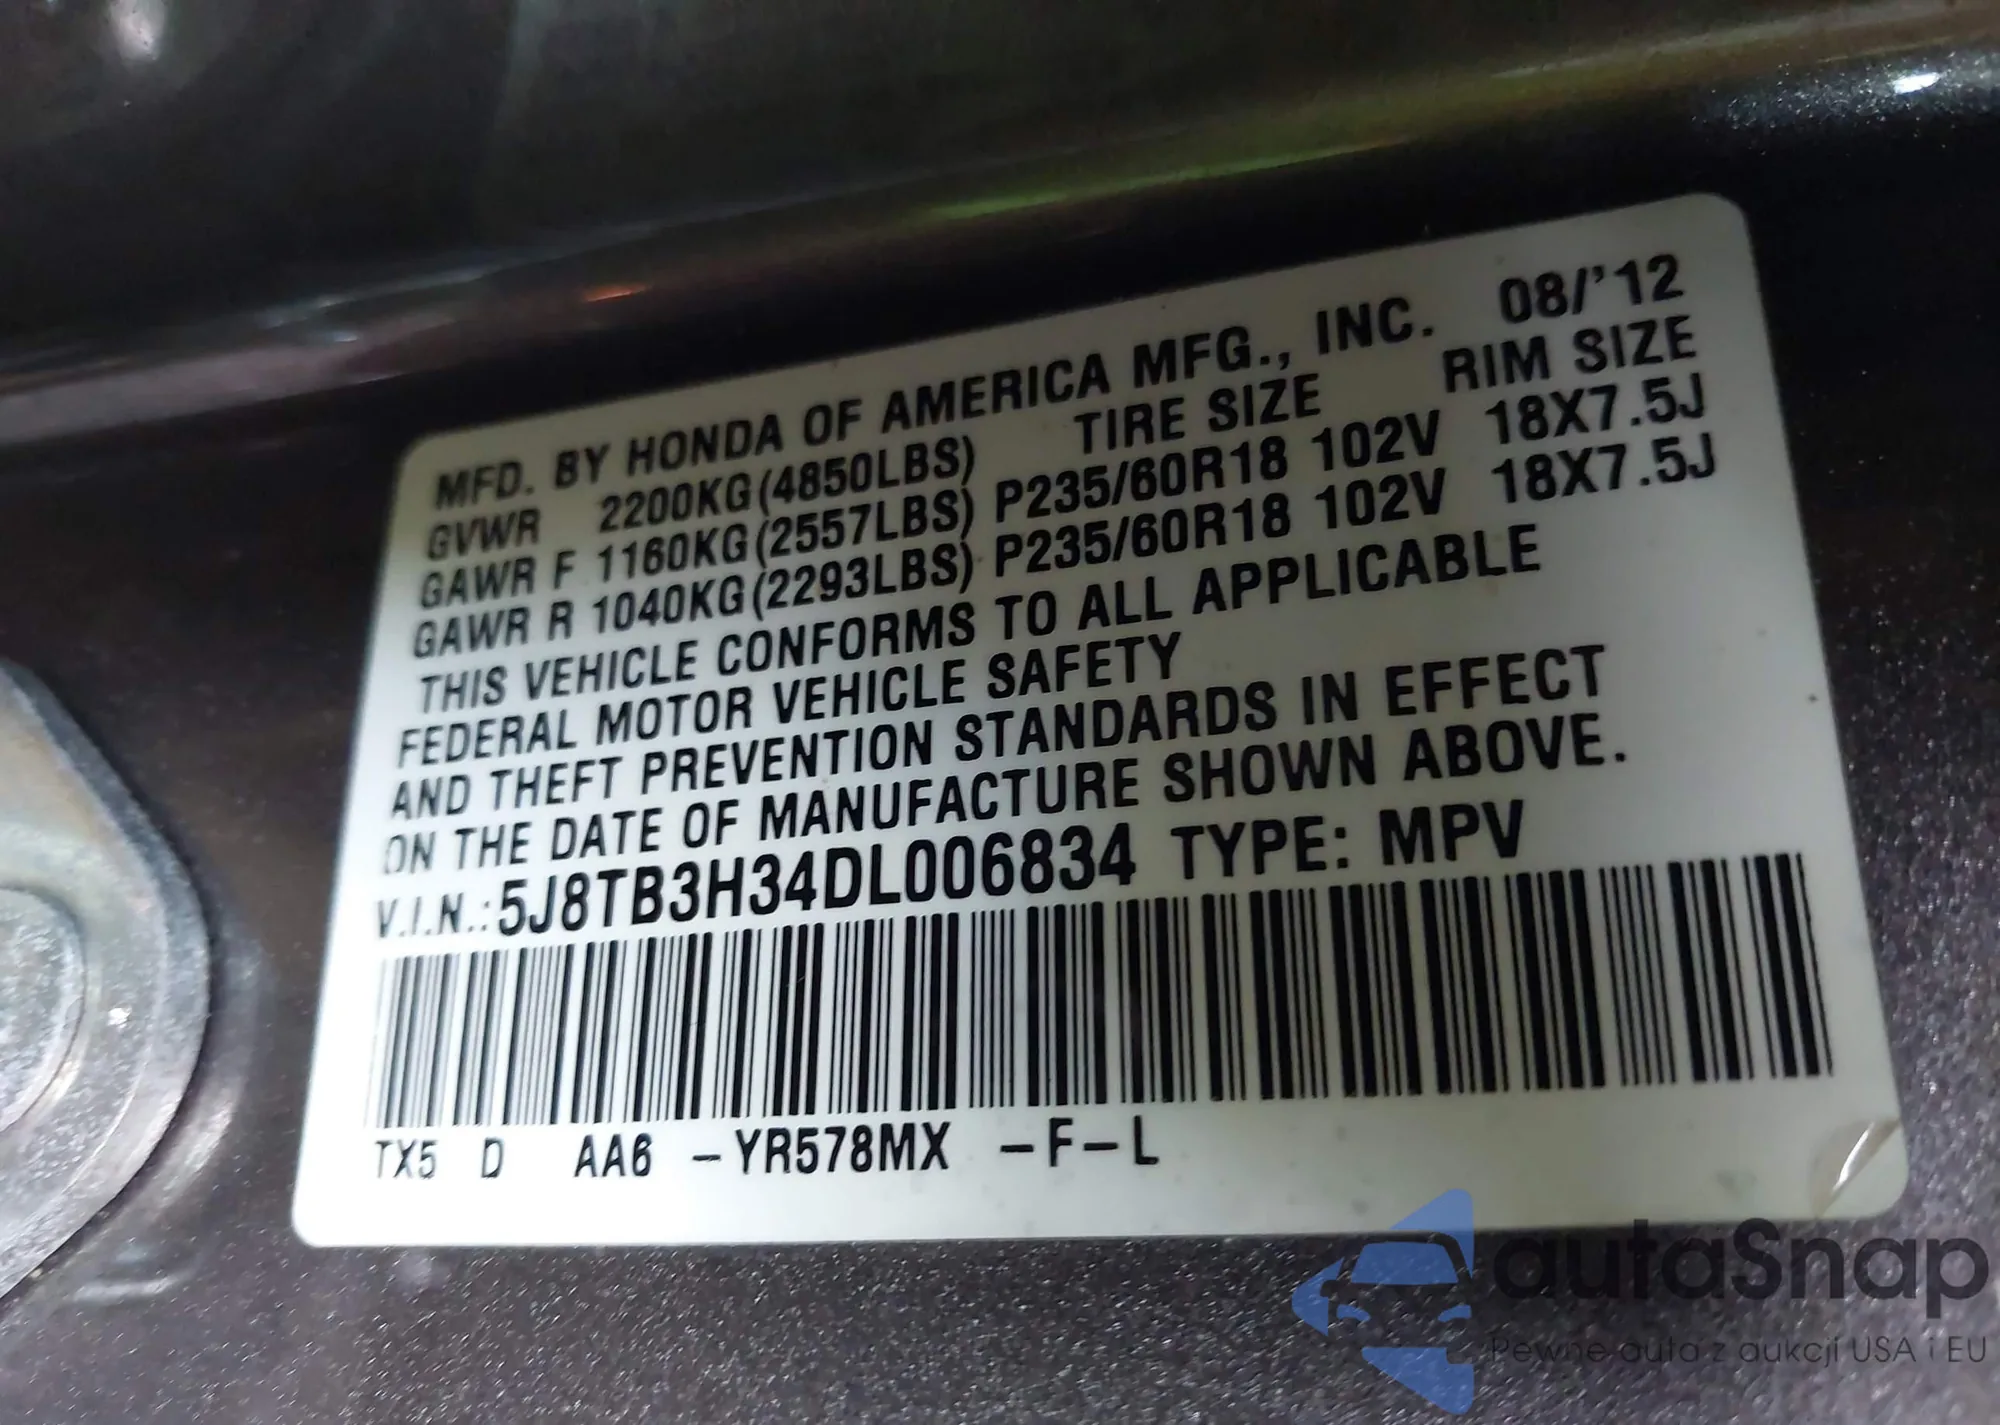 MFD. BY HONDA OF AMERICA MFG., INC. 08/'12
GVWR 2200KG(4850LBS) TIRE SIZE RIM SIZE
GAWR F 1160KG(2557LBS) P235/60R18 102V 18X7.5J
GAWR R 1040KG(2293LBS) P235/60R18 102V 18X7.5J
THIS VEHICLE CONFORMS TO ALL APPLICABLE
FEDERAL MOTOR VEHICLE SAFETY
AND THEFT PREVENTION STANDARDS IN EFFECT
ON THE DATE OF MANUFACTURE SHOWN ABOVE.
V.I.N.: 5J8TB3H34DL006834 TYPE: MPV
TX5 D AA6 -YR578MX -F-L
autaSnap
Pewne auta z aukcji USA i EU